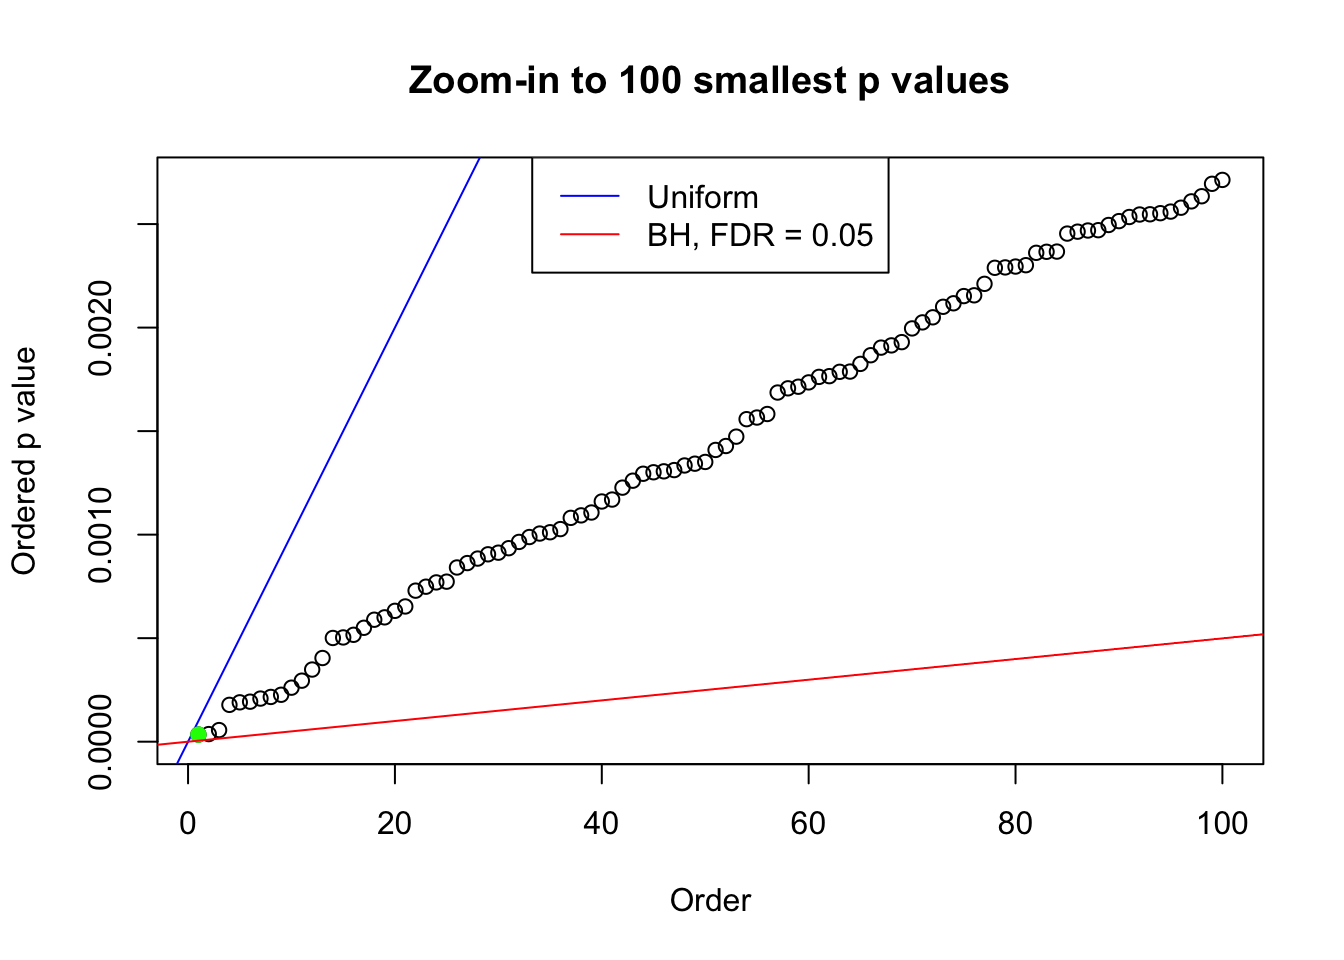 Zoom-in to 100 smallest p values
Uniform
BH, FDR = 0.05
Ordered p value
0.0000
0.0010
0.0020
0 20 40 60 80 100
Order